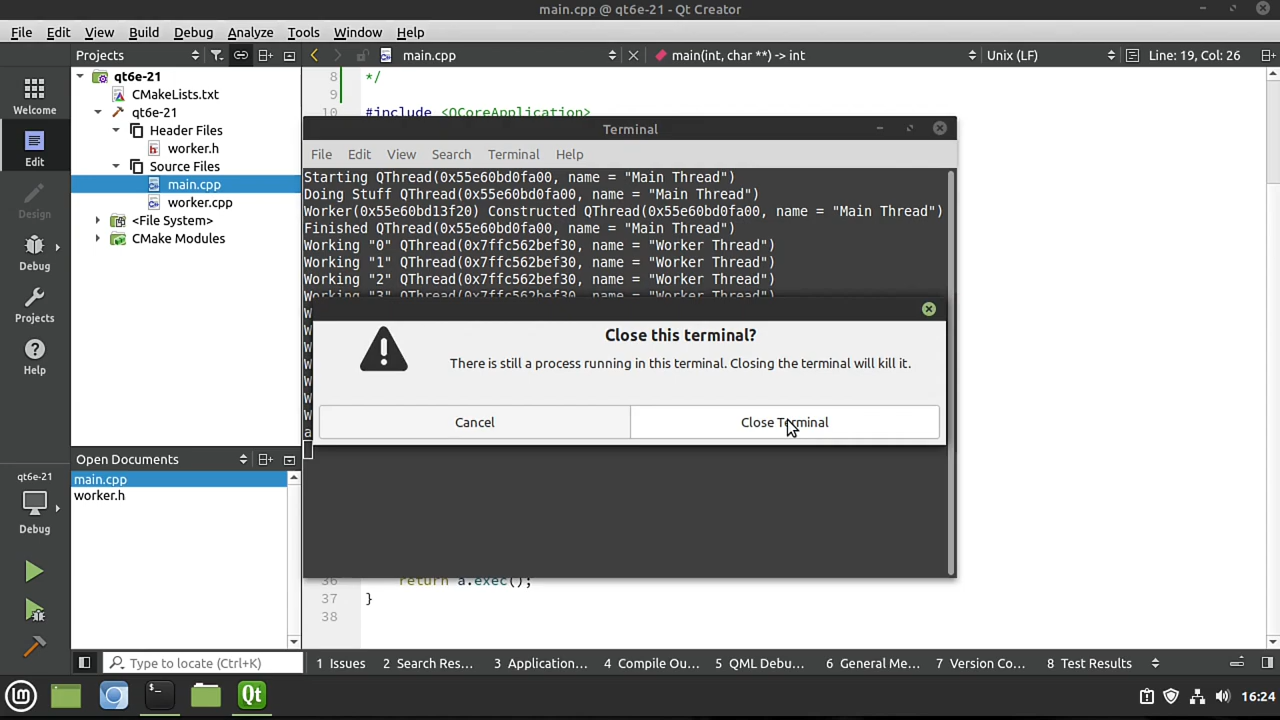 main.cpp @ qt6e-21 - Qt Creator
File Edit View Build Debug Analyze Tools Window Help
Projects main.cpp main(int, char **) -> int Unix (LF) Line: 19, Col: 26
Welcome
Edit
Design
Debug
Projects
Help
qt6e-21
Debug
qt6e-21
CMakeLists.txt
qt6e-21
Header Files
worker.h
Source Files
main.cpp
worker.cpp
<File System>
CMake Modules
Open Documents
main.cpp
worker.h
8 */
9
10 #include <QCoreApplication>
Terminal
File Edit View Search Terminal Help
Starting QThread(0x55e60bd0fa00, name = "Main Thread")
Doing Stuff QThread(0x55e60bd0fa00, name = "Main Thread")
Worker(0x55e60bd13f20) Constructed QThread(0x55e60bd0fa00, name = "Main Thread")
Finished QThread(0x55e60bd0fa00, name = "Main Thread")
Working "0" QThread(0x7ffc562bef30, name = "Worker Thread")
Working "1" QThread(0x7ffc562bef30, name = "Worker Thread")
Working "2" QThread(0x7ffc562bef30, name = "Worker Thread")
Working "3" QThread(0x7ffc562bef30, name = "Worker Thread")
W
W
W
W
W
W
W
a
Close this terminal?
There is still a process running in this terminal. Closing the terminal will kill it.
Cancel Close Terminal
36 return a.exec();
37 }
38
Type to locate (Ctrl+K) 1 Issues 2 Search Res... 3 Application... 4 Compile Ou... 5 QML Debu... 6 General Me... 7 Version Co... 8 Test Results
Qt 16:24